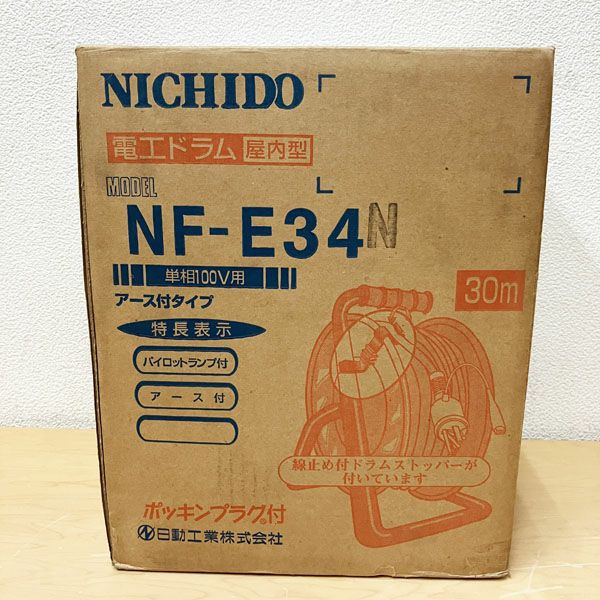 NICHIDO
電工ドラム 屋内型
MODEL
NF-E34N
単相100V用
アース付タイプ
30m
特長表示
パイロットランプ付
アース付
線止め付ドラムストッパーが
付いています
ポッキンプラグ®付
日動工業株式会社